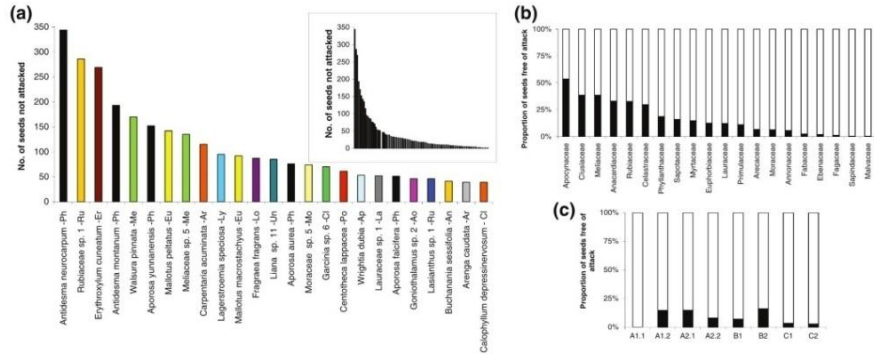 (a)
No. of seeds not attacked
350
300
250
200
150
100
50
0
Antidesma neurocarpum -Ph
Rubiaceae sp. 1 -Ru
Erythroxylum cuneatum -Er
Antidesma montanum -Ph
Walsura pinnata -Me
Aporosa yunnanensis -Ph
Mallotus peltatus -Eu
Meliaceae sp. 5 -Me
Carpentaria acuminata -Ar
Lagerstroemia speciosa -Ly
Mallotus macrostachyus -Eu
Fragraea fragrans -Lo
Liana sp. 11 -Un
Aporosa aurea -Ph
Moraceae sp. 5 -Mo
Garcinia sp. 6 -Cl
Centotheca lappacea -Po
Wrightia dubia -Ap
Lauraceae sp. 1 -La
Aporosa falcifera -Ph
Goniothalamus sp. 2 -Ao
Lasianthus sp. 1 -Ru
Buchanania sessifolia -An
Arenga caudata -Ar
Calophyllum depressinervosum - Cl
No. of seeds not attacked
350
300
250
200
150
100
50
0
(b)
Proportion of seeds free of attack
100%
75%
50%
25%
0%
Apocynaceae
Clusiaceae
Meliaceae
Anacardiaceae
Rubiaceae
Celastraceae
Phyllanthaceae
Sapotaceae
Myrtaceae
Euphorbiaceae
Lauraceae
Primulaceae
Arecaceae
Moraceae
Annonaceae
Fabaceae
Ebenaceae
Fagaceae
Sapindaceae
Malvaceae
(c)
Proportion of seeds free of
attack
100%
75%
50%
25%
0%
A1.1 A1.2 A2.1 A2.2 B1 B2 C1 C2